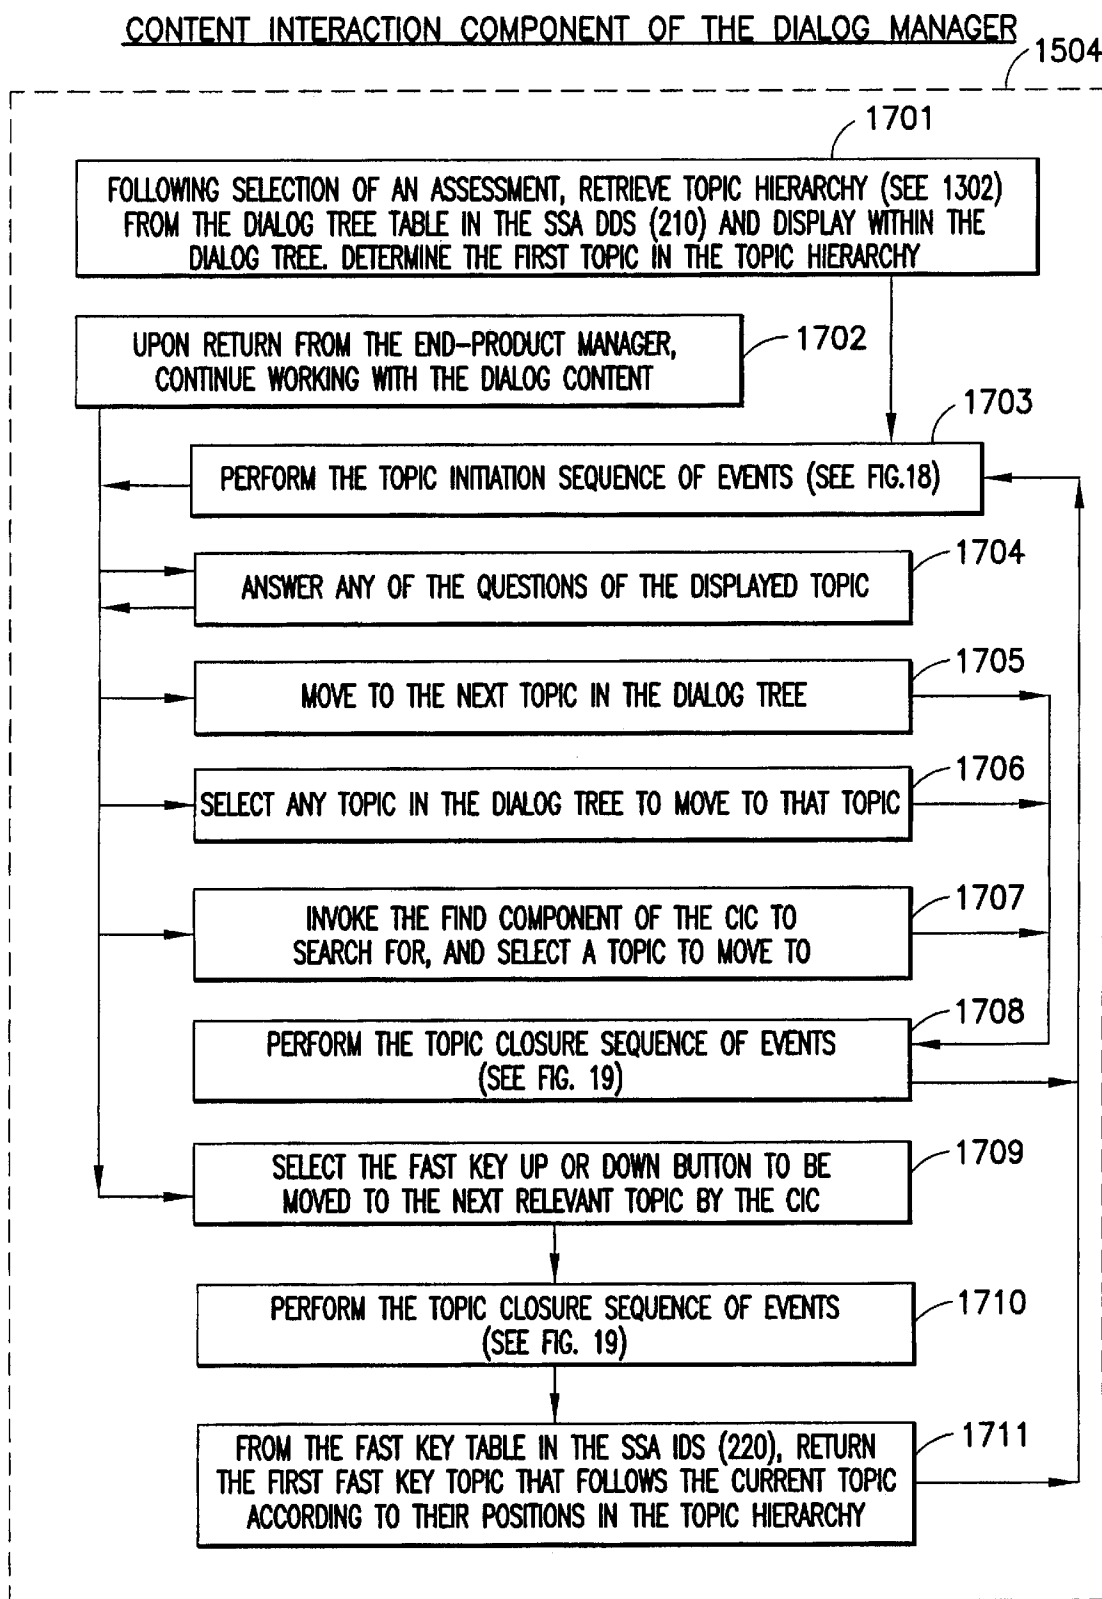 CONTENT INTERACTION COMPONENT OF THE DIALOG MANAGER
1504
1701
FOLLOWING SELECTION OF AN ASSESSMENT, RETRIEVE TOPIC HIERARCHY (SEE 1302)
FROM THE DIALOG TREE TABLE IN THE SSA DDS (210) AND DISPLAY WITHIN THE
DIALOG TREE. DETERMINE THE FIRST TOPIC IN THE TOPIC HIERARCHY
1702
UPON RETURN FROM THE END-PRODUCT MANAGER,
CONTINUE WORKING WITH THE DIALOG CONTENT
1703
PERFORM THE TOPIC INITIATION SEQUENCE OF EVENTS (SEE FIG.18)
1704
ANSWER ANY OF THE QUESTIONS OF THE DISPLAYED TOPIC
1705
MOVE TO THE NEXT TOPIC IN THE DIALOG TREE
1706
SELECT ANY TOPIC IN THE DIALOG TREE TO MOVE TO THAT TOPIC
1707
INVOKE THE FIND COMPONENT OF THE CIC TO
SEARCH FOR, AND SELECT A TOPIC TO MOVE TO
1708
PERFORM THE TOPIC CLOSURE SEQUENCE OF EVENTS
(SEE FIG. 19)
1709
SELECT THE FAST KEY UP OR DOWN BUTTON TO BE
MOVED TO THE NEXT RELEVANT TOPIC BY THE CIC
1710
PERFORM THE TOPIC CLOSURE SEQUENCE OF EVENTS
(SEE FIG. 19)
1711
FROM THE FAST KEY TABLE IN THE SSA IDS (220), RETURN
THE FIRST FAST KEY TOPIC THAT FOLLOWS THE CURRENT TOPIC
ACCORDING TO THEIR POSITIONS IN THE TOPIC HIERARCHY